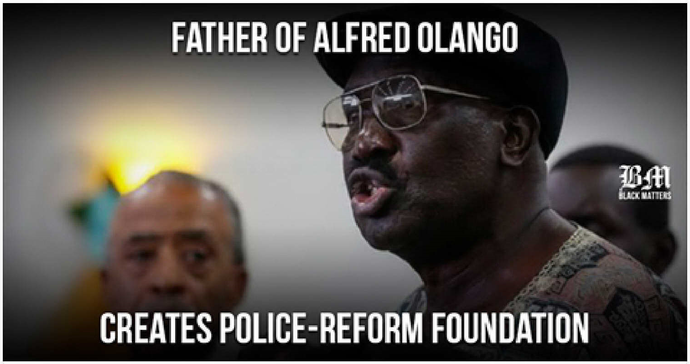 FATHER OF ALFRED OLANGO
BM
BLACK MATTERS
CREATES POLICE-REFORM FOUNDATION